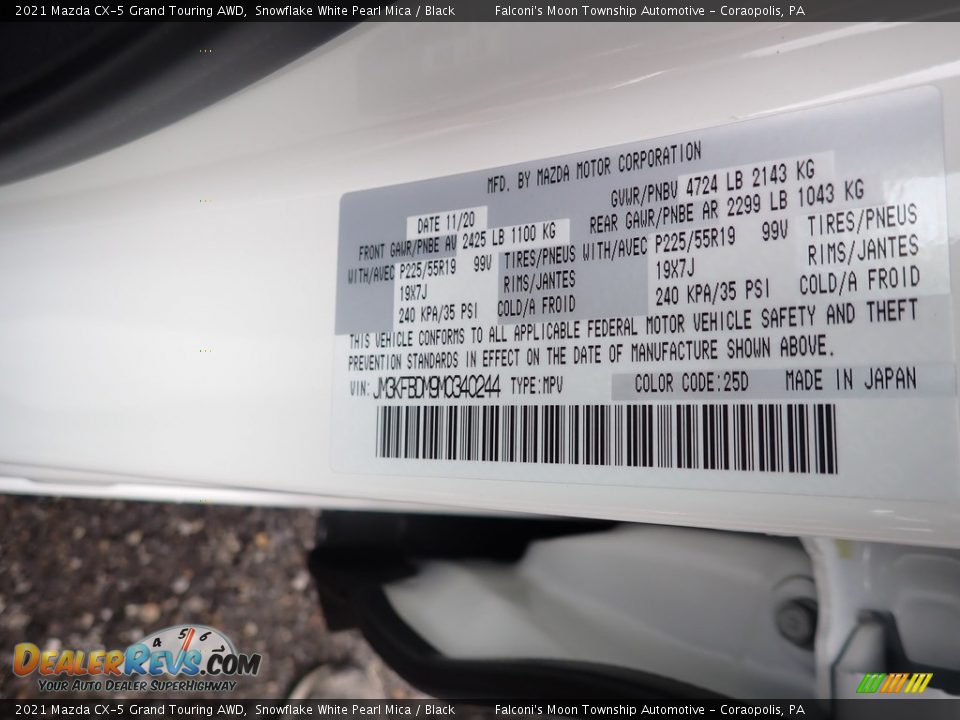 2021 Mazda CX-5 Grand Touring AWD, Snowflake White Pearl Mica / Black Falconi's Moon Township Automotive - Coraopolis, PA
MFD. BY MAZDA MOTOR CORPORATION
DATE 11/20 GVWR/PNBV 4724 LB 2143 KG
FRONT GAWR/PNBE AV 2425 LB 1100 KG REAR GAWR/PNBE AR 2299 LB 1043 KG
WITH/AVEC P225/55R19 99V TIRES/PNEUS WITH/AVEC P225/55R19 99V TIRES/PNEUS
19X7J RIMS/JANTES 19X7J RIMS/JANTES
240 KPA/35 PSI COLD/A FROID 240 KPA/35 PSI COLD/A FROID
THIS VEHICLE CONFORMS TO ALL APPLICABLE FEDERAL MOTOR VEHICLE SAFETY AND THEFT
PREVENTION STANDARDS IN EFFECT ON THE DATE OF MANUFACTURE SHOWN ABOVE.
VIN: JM3KFBDM9M0340244 TYPE:MPV COLOR CODE:25D MADE IN JAPAN
4 5 6
DealerRevs.com
Your Auto Dealer SuperHighway
2021 Mazda CX-5 Grand Touring AWD, Snowflake White Pearl Mica / Black Falconi's Moon Township Automotive - Coraopolis, PA